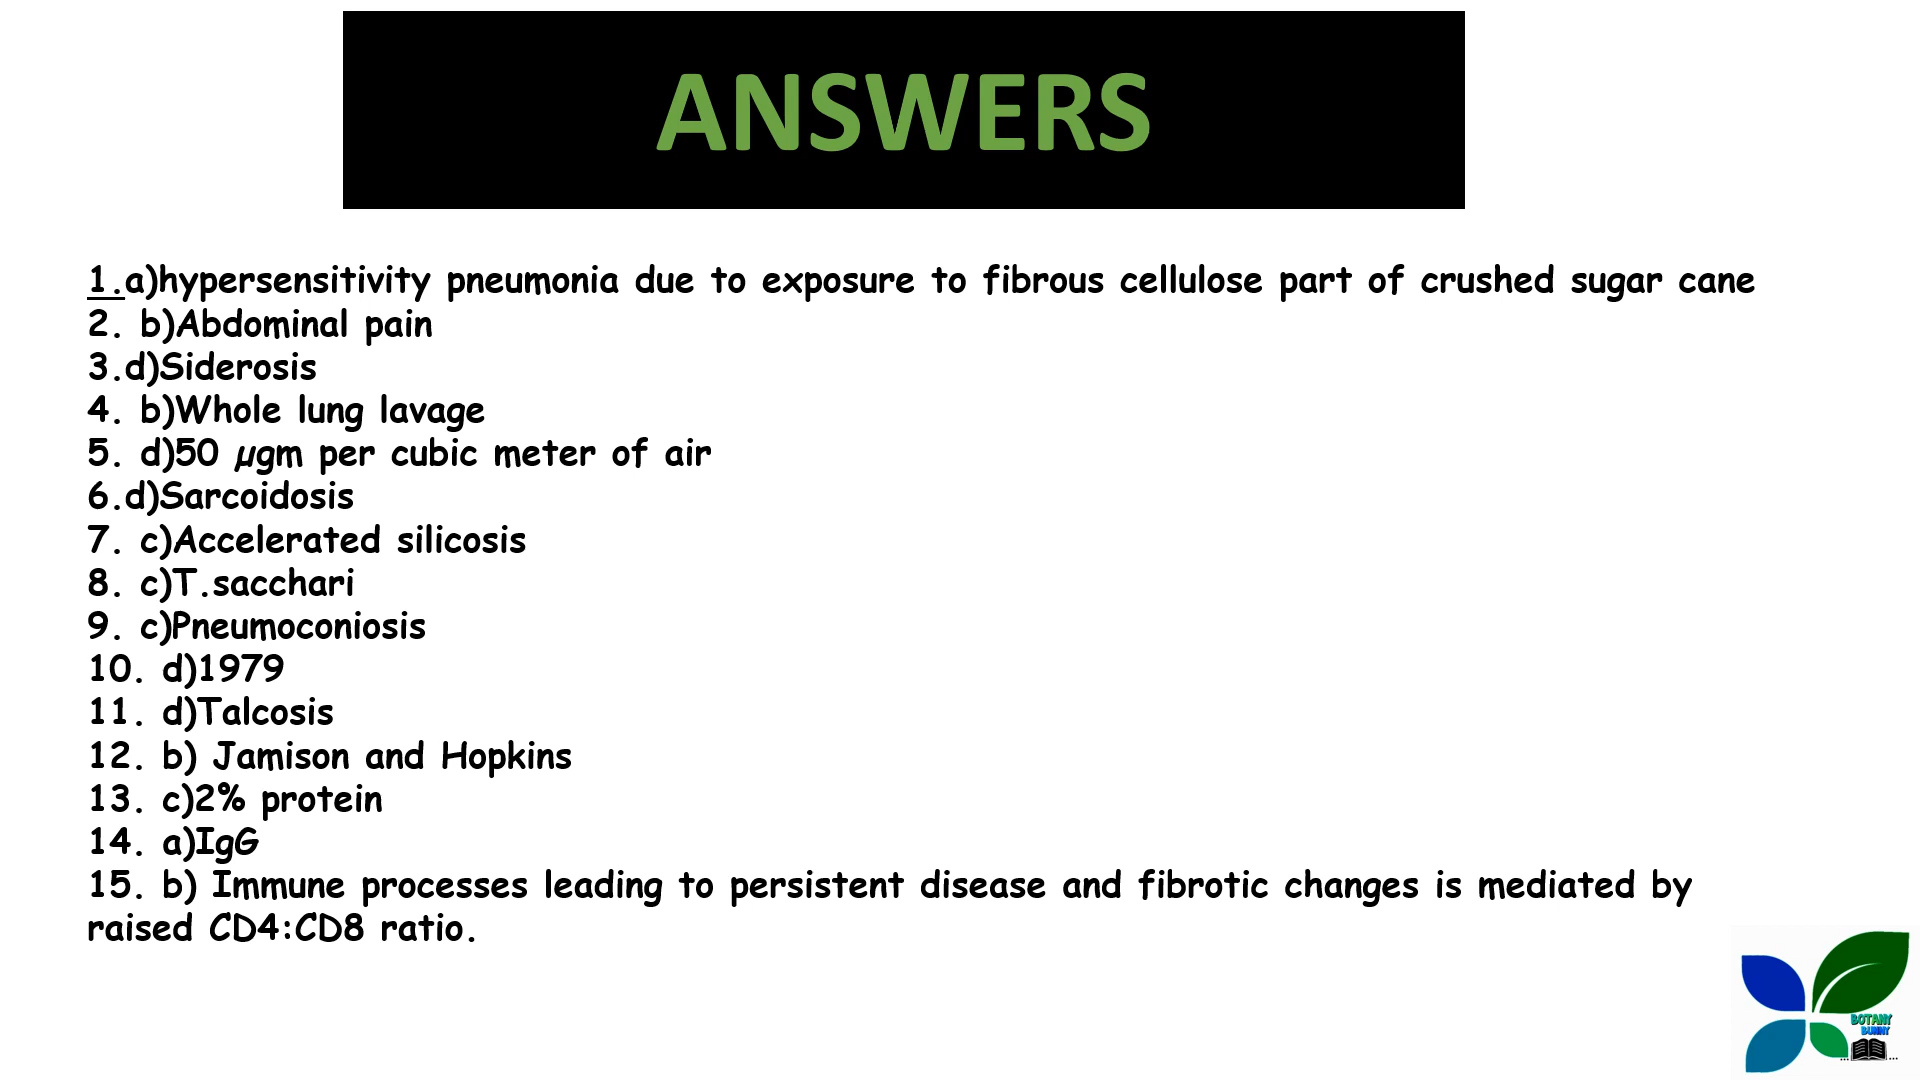 ANSWERS
1.a)hypersensitivity pneumonia due to exposure to fibrous cellulose part of crushed sugar cane
2. b)Abdominal pain
3.d)Siderosis
4. b)Whole lung lavage
5. d)50 µgm per cubic meter of air
6.d)Sarcoidosis
7. c)Accelerated silicosis
8. c)T.sacchari
9. c)Pneumoconiosis
10. d)1979
11. d)Talcosis
12. b) Jamison and Hopkins
13. c)2% protein
14. a)IgG
15. b) Immune processes leading to persistent disease and fibrotic changes is mediated by
raised CD4:CD8 ratio.
BOTANY
BUNNY